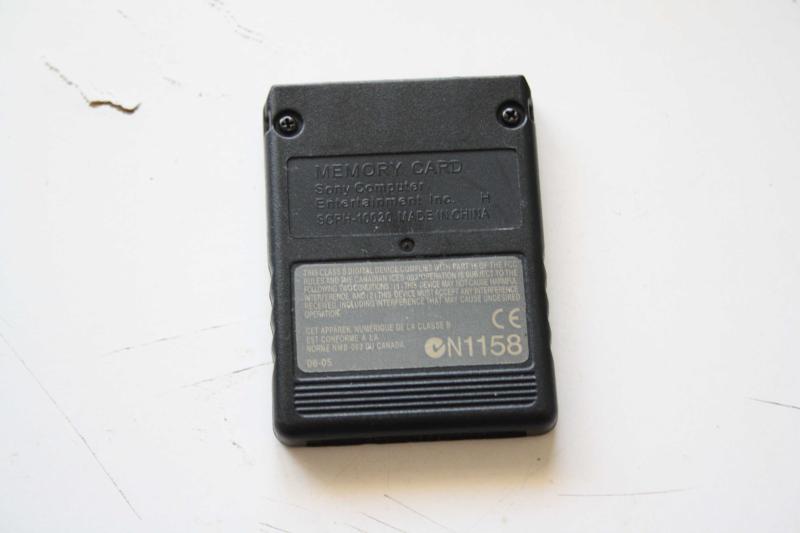 MEMORY CARD
Sony Computer
Entertainment Inc. H
SCPH-10020 MADE IN CHINA
THIS CLASS B DIGITAL DEVICE COMPLIES WITH PART 15 OF THE FCC
RULES AND THE CANADIAN ICES-003. OPERATION IS SUBJECT TO THE
FOLLOWING TWO CONDITIONS : (1) THIS DEVICE MAY NOT CAUSE HARMFUL
INTERFERENCE, AND (2) THIS DEVICE MUST ACCEPT ANY INTERFERENCE
RECEIVED, INCLUDING INTERFERENCE THAT MAY CAUSE UNDESIRED
OPERATION.
CET APPAREIL NUMERIQUE DE LA CLASSE B
EST CONFORME A LA
NORME NMB-003 DU CANADA.
CE
N1158
06-05